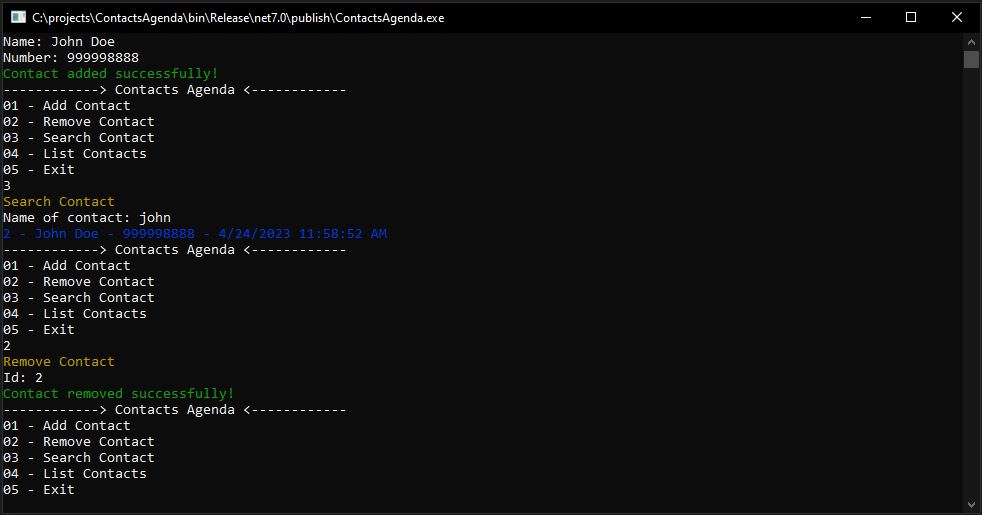 C:\projects\ContactsAgenda\bin\Release\net7.0\publish\ContactsAgenda.exe
Name: John Doe
Number: 999998888
Contact added successfully!
------------> Contacts Agenda <------------
01 - Add Contact
02 - Remove Contact
03 - Search Contact
04 - List Contacts
05 - Exit
3
Search Contact
Name of contact: john
2 - John Doe - 999998888 - 4/24/2023 11:58:52 AM
------------> Contacts Agenda <------------
01 - Add Contact
02 - Remove Contact
03 - Search Contact
04 - List Contacts
05 - Exit
2
Remove Contact
Id: 2
Contact removed successfully!
------------> Contacts Agenda <------------
01 - Add Contact
02 - Remove Contact
03 - Search Contact
04 - List Contacts
05 - Exit